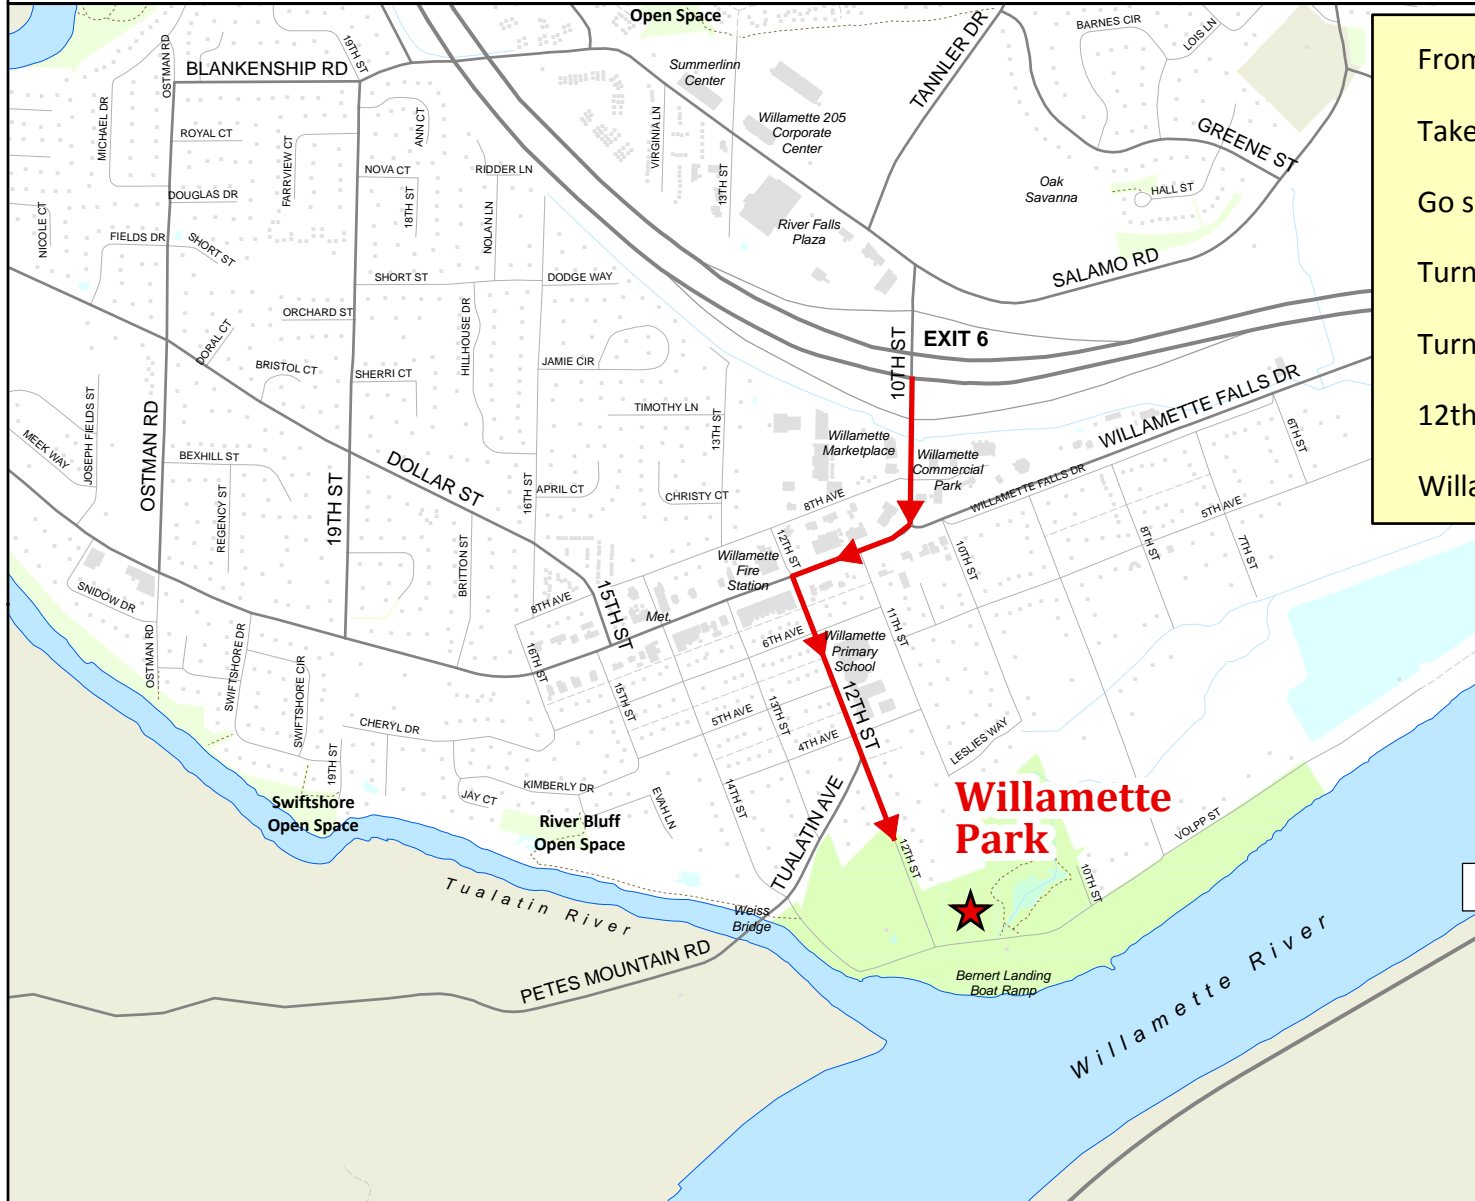 Open Space
BARNES CIR
LOIS LN
TANNLER DR
19TH ST
OSTMAN RD
BLANKENSHIP RD
Summerlinn
Center
Willamette 205
Corporate
Center
MICHAEL DR
ROYAL CT
FARRVIEW CT
ANN CT
VIRGINIA LN
13TH ST
GREENE ST
NOVA CT
RIDDER LN
Oak
Savanna
HALL ST
DOUGLAS DR
18TH ST
NOLAN LN
River Falls
Plaza
NICOLE CT
FIELDS DR
SHORT ST
SHORT ST
DODGE WAY
SALAMO RD
ORCHARD ST
HILLHOUSE DR
DORAL CT
EXIT 6
10TH ST
BRISTOL CT
SHERRI CT
JAMIE CIR
WILLAMETTE FALLS DR
JOSEPH FIELDS ST
OSTMAN RD
TIMOTHY LN
13TH ST
6TH ST
MEEK WAY
Willamette
Marketplace
Willamette
Commercial
Park
BEXHILL ST
DOLLAR ST
REGENCY ST
19TH ST
16TH ST
APRIL CT
CHRISTY CT
8TH AVE
WILLAMETTE FALLS DR
5TH AVE
12TH ST
10TH ST
8TH ST
7TH ST
BRITTON ST
Willamette
Fire
Station
SNIDOW DR
8TH AVE
15TH ST
Met.
11TH ST
6TH AVE
Willamette
Primary
School
OSTMAN RD
SWIFTSHORE DR
SWIFTSHORE CIR
16TH ST
15TH ST
13TH ST
12TH ST
5TH AVE
4TH AVE
CHERYL DR
LESLIES WAY
19TH ST
KIMBERLY DR
JAY CT
EVAH LN
14TH ST
TUALATIN AVE
Willamette
Park
Swiftshore
Open Space
River Bluff
Open Space
VOLPP ST
12TH ST
10TH ST
Tualatin River
Weiss
Bridge
PETES MOUNTAIN RD
Bernert Landing
Boat Ramp
Willamette River
From
Take
Go s
Turn
Turn
12th
Willa